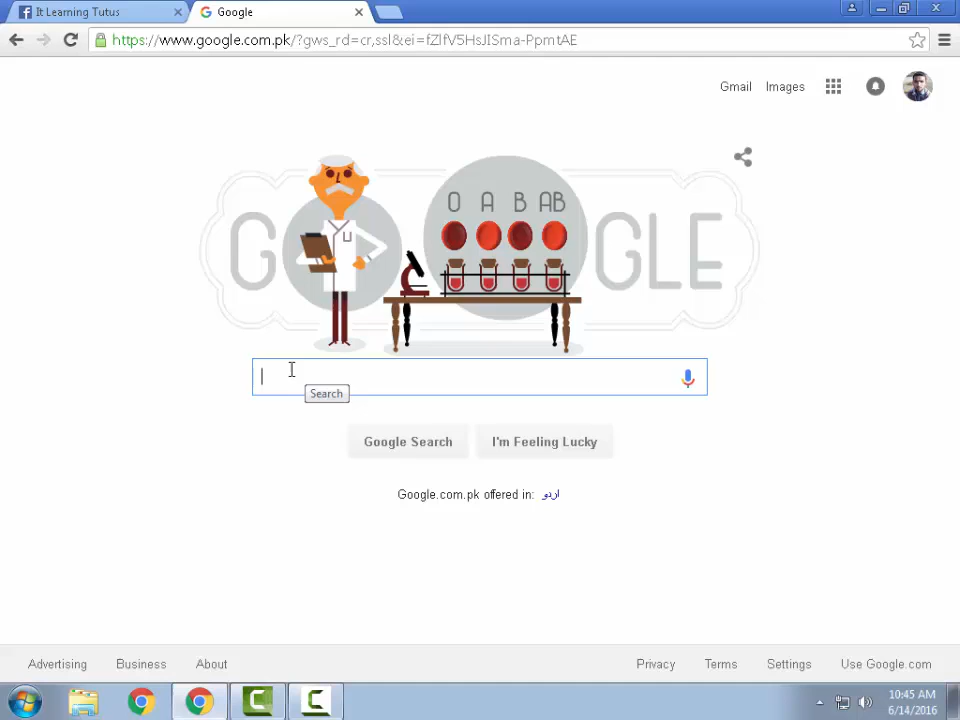 It Learning Tutus
Google
https://www.google.com.pk/?gws_rd=cr,ssl&ei=fZlfV5HsJISma-PpmtAE
Gmail Images
O A B AB
GOOGLE
Search
Google Search I'm Feeling Lucky
Google.com.pk offered in: اردو
Advertising Business About Privacy Terms Settings Use Google.com
10:45 AM
6/14/2016